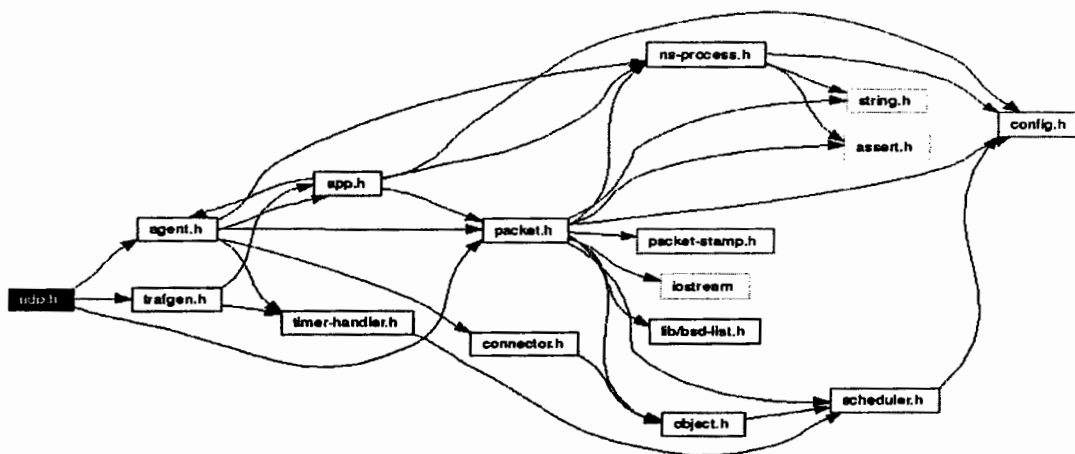 ns-process.h
string.h
config.h
assert.h
app.h
agent.h
packet.h
packet-stamp.h
iostream
udp.h
trafgen.h
timer-handler.h
lib/bsd-list.h
connector.h
scheduler.h
object.h